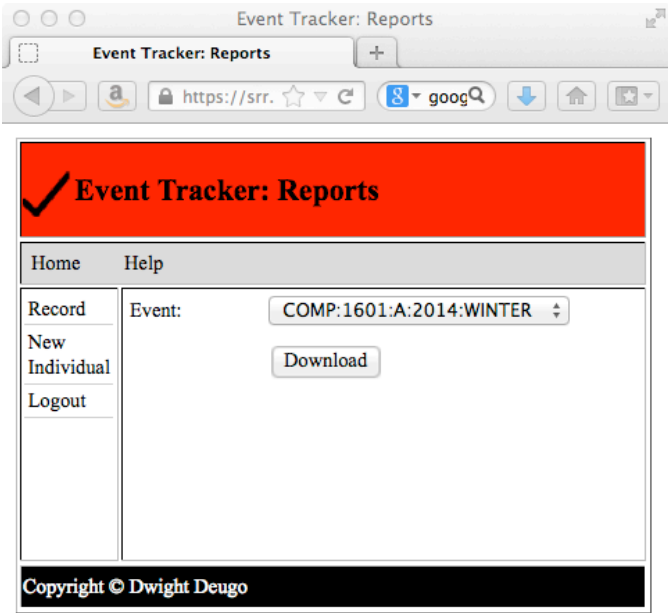 Event Tracker: Reports
Event Tracker: Reports
https://srr.
goog
Event Tracker: Reports
Home Help
Record
Event: COMP:1601:A:2014:WINTER
New
Individual
Download
Logout
Copyright © Dwight Deugo